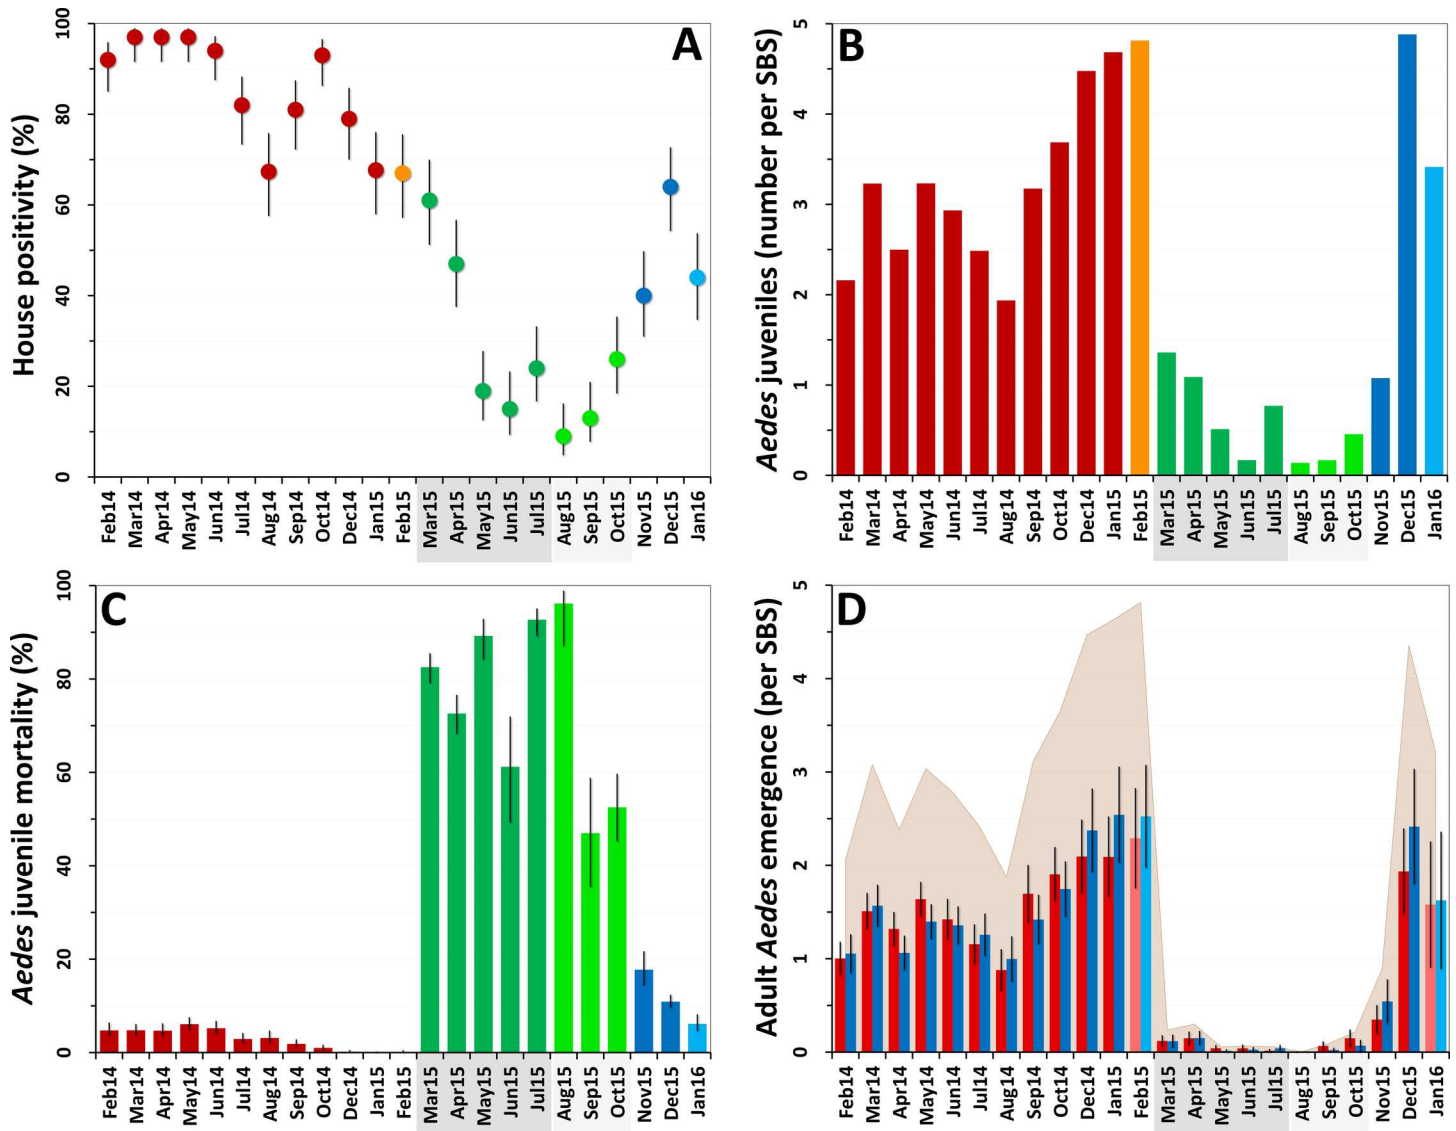 A
House positivity (%)
100
80
60
40
20
0
Feb14
Mar14
Apr14
May14
Jun14
Jul14
Aug14
Sep14
Oct14
Dec14
Jan15
Feb15
Mar15
Apr15
May15
Jun15
Jul15
Aug15
Sep15
Oct15
Nov15
Dec15
Jan16
B
Aedes juveniles (number per SBS)
5
4
3
2
1
0
Feb14
Mar14
Apr14
May14
Jun14
Jul14
Aug14
Sep14
Oct14
Dec14
Jan15
Feb15
Mar15
Apr15
May15
Jun15
Jul15
Aug15
Sep15
Oct15
Nov15
Dec15
Jan16
C
Aedes juvenile mortality (%)
100
80
60
40
20
0
Feb14
Mar14
Apr14
May14
Jun14
Jul14
Aug14
Sep14
Oct14
Dec14
Jan15
Feb15
Mar15
Apr15
May15
Jun15
Jul15
Aug15
Sep15
Oct15
Nov15
Dec15
Jan16
D
Adult Aedes emergence (per SBS)
5
4
3
2
1
0
Feb14
Mar14
Apr14
May14
Jun14
Jul14
Aug14
Sep14
Oct14
Dec14
Jan15
Feb15
Mar15
Apr15
May15
Jun15
Jul15
Aug15
Sep15
Oct15
Nov15
Dec15
Jan16